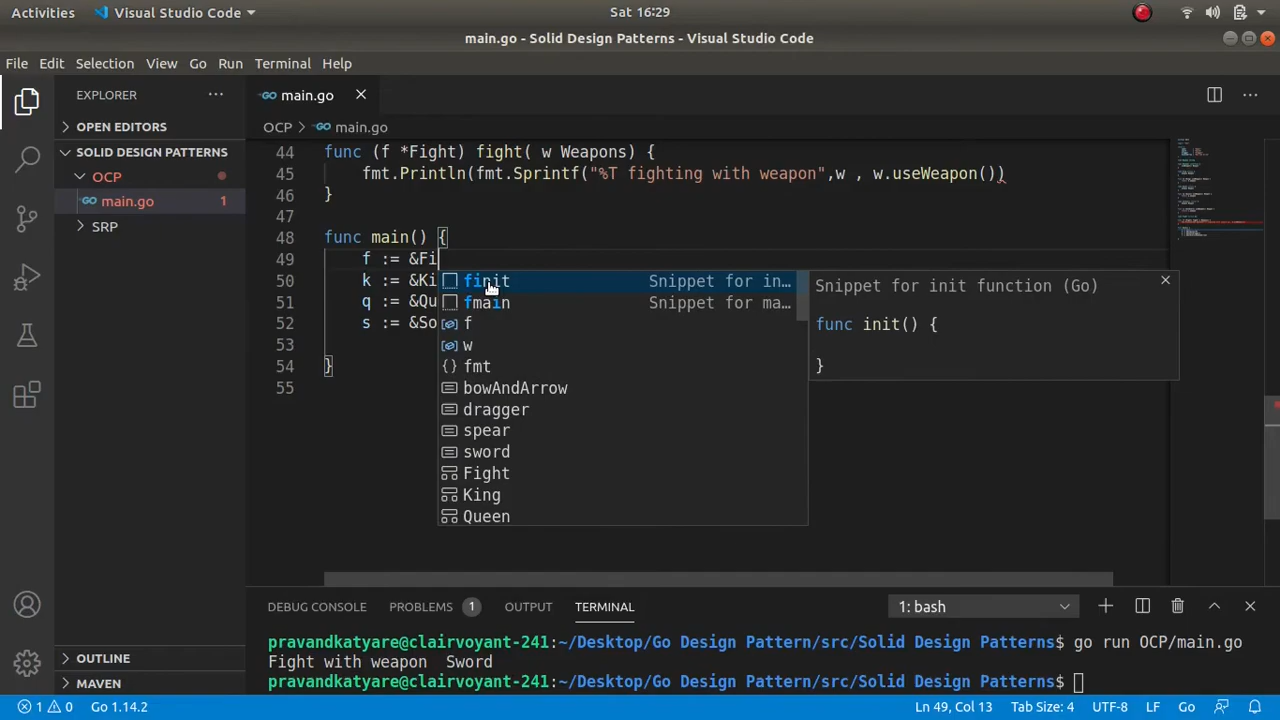 Activities Visual Studio Code Sat 16:29
main.go - Solid Design Patterns - Visual Studio Code
File Edit Selection View Go Run Terminal Help
EXPLORER ··· GO main.go
OPEN EDITORS OCP > GO main.go
SOLID DESIGN PATTERNS
OCP
GO main.go 1
SRP
44 func (f *Fight) fight( w Weapons) {
45 fmt.Println(fmt.Sprintf("%T fighting with weapon",w , w.useWeapon())
46 }
47
48 func main() {
49 f := &Fi
50 k := &Ki
51 q := &Qu
52 s := &So
53
54 }
55
finit Snippet for in…
fmain Snippet for ma…
f
w
fmt
bowAndArrow
dragger
spear
sword
Fight
King
Queen
Snippet for init function (Go)
func init() {
}
DEBUG CONSOLE PROBLEMS 1 OUTPUT TERMINAL 1: bash
pravandkatyare@clairvoyant-241:~/Desktop/Go Design Pattern/src/Solid Design Patterns$ go run OCP/main.go
Fight with weapon  Sword
pravandkatyare@clairvoyant-241:~/Desktop/Go Design Pattern/src/Solid Design Patterns$
OUTLINE
MAVEN
1 0 Go 1.14.2 Ln 49, Col 13 Tab Size: 4 UTF-8 LF Go